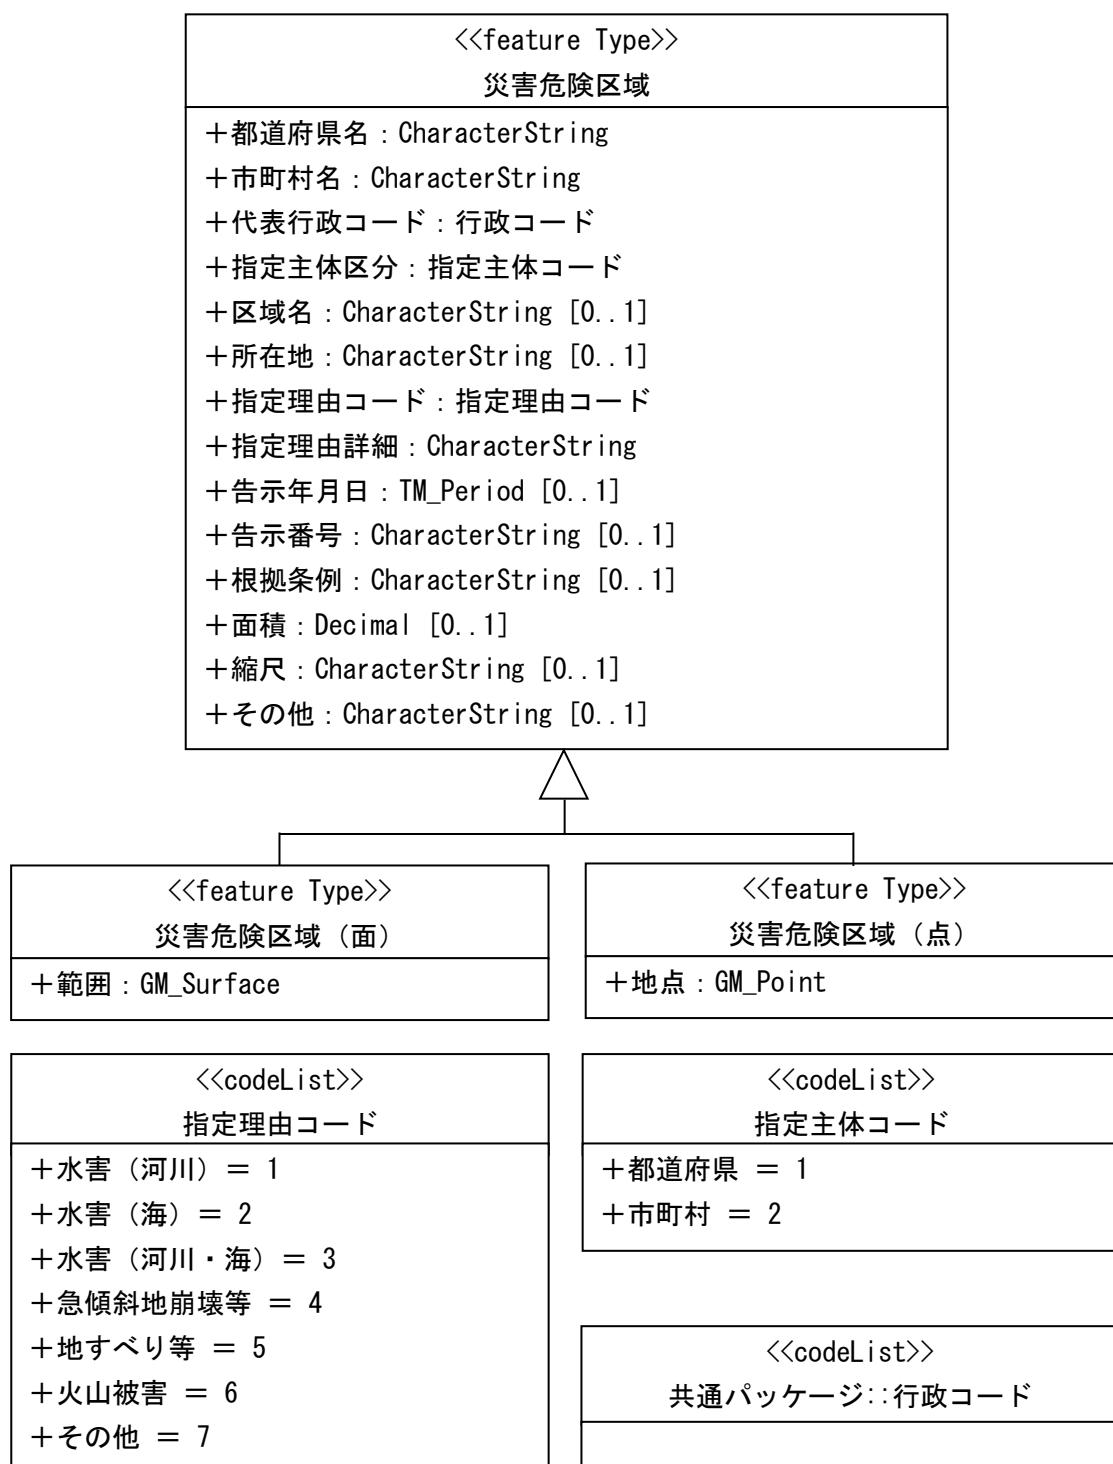 <<feature Type>>
災害危険区域
＋都道府県名：CharacterString
＋市町村名：CharacterString
＋代表行政コード：行政コード
＋指定主体区分：指定主体コード
＋区域名：CharacterString [0..1]
＋所在地：CharacterString [0..1]
＋指定理由コード：指定理由コード
＋指定理由詳細：CharacterString
＋告示年月日：TM_Period [0..1]
＋告示番号：CharacterString [0..1]
＋根拠条例：CharacterString [0..1]
＋面積：Decimal [0..1]
＋縮尺：CharacterString [0..1]
＋その他：CharacterString [0..1]
<<feature Type>>
災害危険区域（面）
＋範囲：GM_Surface
<<feature Type>>
災害危険区域（点）
＋地点：GM_Point
<<codeList>>
指定理由コード
＋水害（河川）＝ 1
＋水害（海）＝ 2
＋水害（河川・海）＝ 3
＋急傾斜地崩壊等 ＝ 4
＋地すべり等 ＝ 5
＋火山被害 ＝ 6
＋その他 ＝ 7
<<codeList>>
指定主体コード
＋都道府県 ＝ 1
＋市町村 ＝ 2
<<codeList>>
共通パッケージ::行政コード